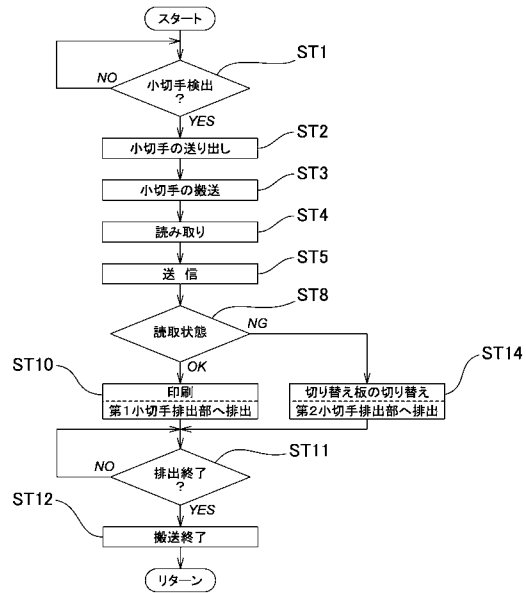 スタート
ST1
NO
小切手検出
?
YES
ST2
小切手の送り出し
ST3
小切手の搬送
ST4
読み取り
ST5
送 信
ST8
読取状態
NG
OK
ST10
ST14
印刷
第1小切手排出部へ排出
切り替え板の切り替え
第2小切手排出部へ排出
ST11
NO
排出終了
?
YES
ST12
搬送終了
リターン